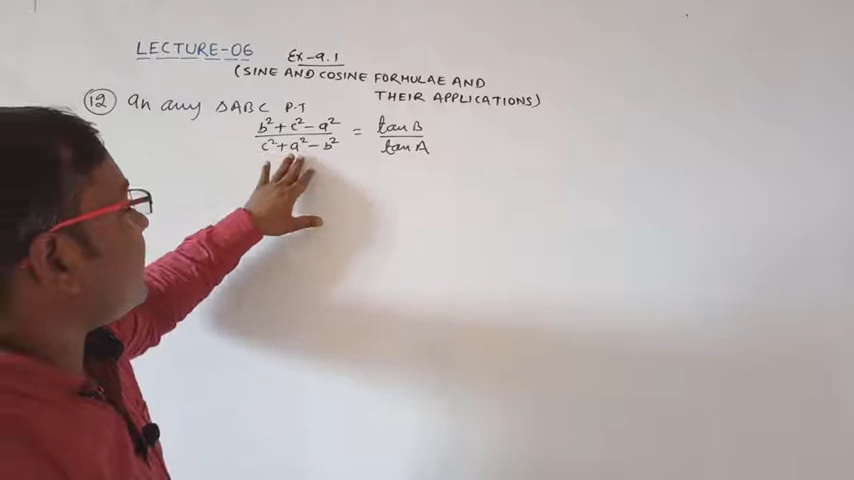 LECTURE-06 Ex-9.1
(SINE AND COSINE FORMULAE AND
THEIR APPLICATIONS)
(12) In any △ABC P.T
b²+c²-a² / c²+a²-b² = tan B / tan A